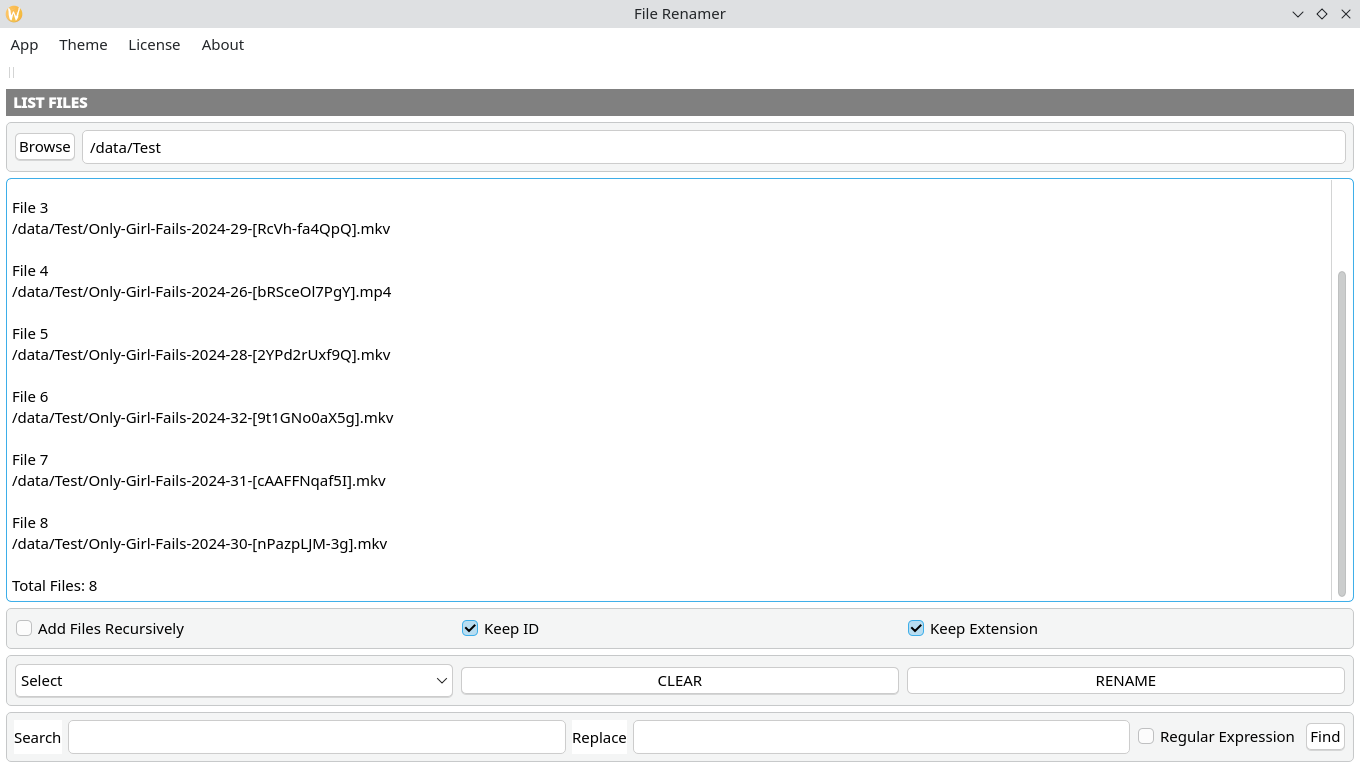 File Renamer
App Theme License About
LIST FILES
Browse /data/Test
File 3
/data/Test/Only-Girl-Fails-2024-29-[RcVh-fa4QpQ].mkv
File 4
/data/Test/Only-Girl-Fails-2024-26-[bRSceOl7PgY].mp4
File 5
/data/Test/Only-Girl-Fails-2024-28-[2YPd2rUxf9Q].mkv
File 6
/data/Test/Only-Girl-Fails-2024-32-[9t1GNo0aX5g].mkv
File 7
/data/Test/Only-Girl-Fails-2024-31-[cAAFFNqaf5I].mkv
File 8
/data/Test/Only-Girl-Fails-2024-30-[nPazpLJM-3g].mkv
Total Files: 8
Add Files Recursively Keep ID Keep Extension
Select CLEAR RENAME
Search Replace Regular Expression Find